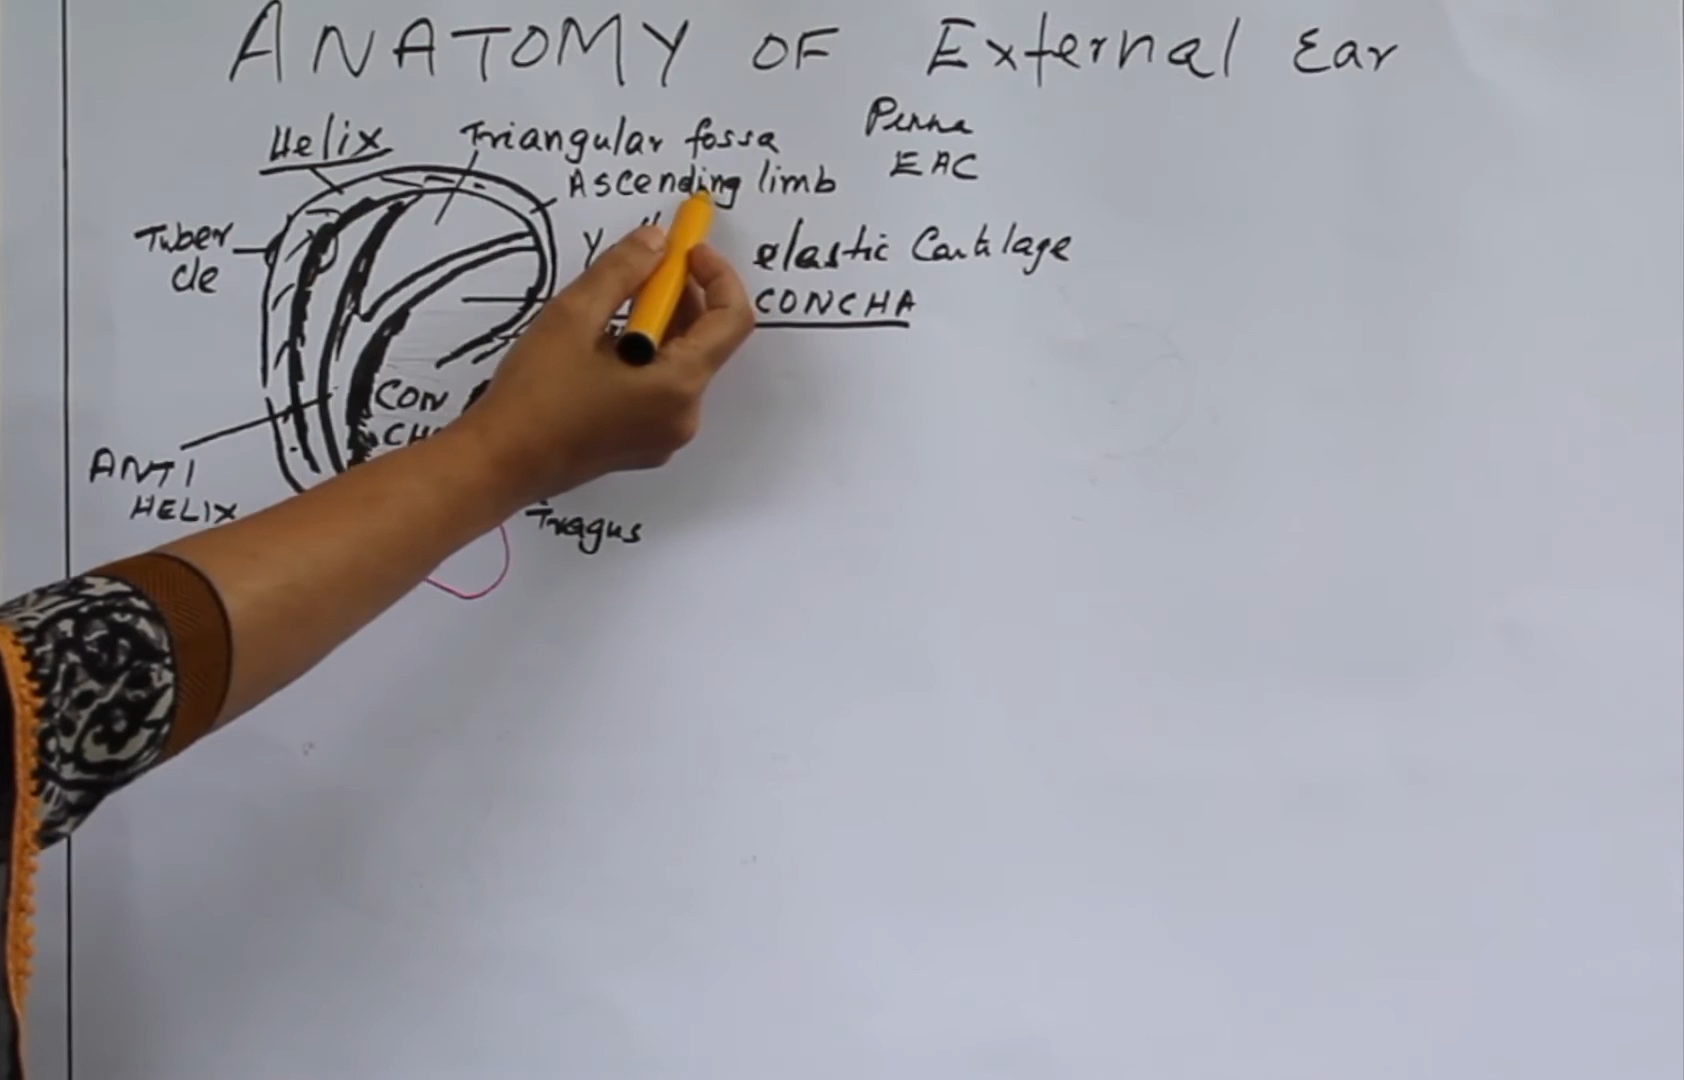 ANATOMY OF External Ear
Helix
Triangular fossa
Pinna
EAC
Ascending limb
Tuber
cle
elastic Cartilage
CONCHA
CON
CH
ANTI
HELIX
Tragus